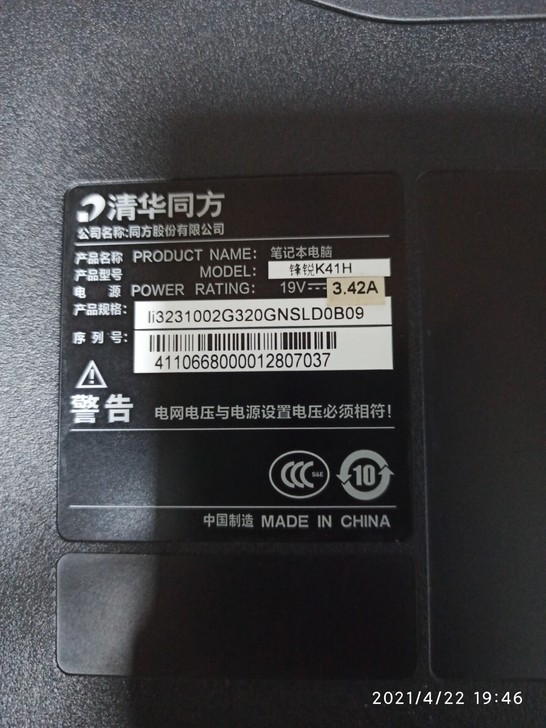 清华同方
公司名称:同方股份有限公司
产品名称 PRODUCT NAME: 笔记本电脑
产品型号 MODEL: 锋锐K41H
电 源 POWER RATING: 19V⎓3.42A
产品规格: Ii3231002G320GNSLD0B09
序列号: 4110668000012807037
警告 电网电压与电源设置电压必须相符!
CCC S&E 10
中国制造 MADE IN CHINA
2021/4/22 19:46